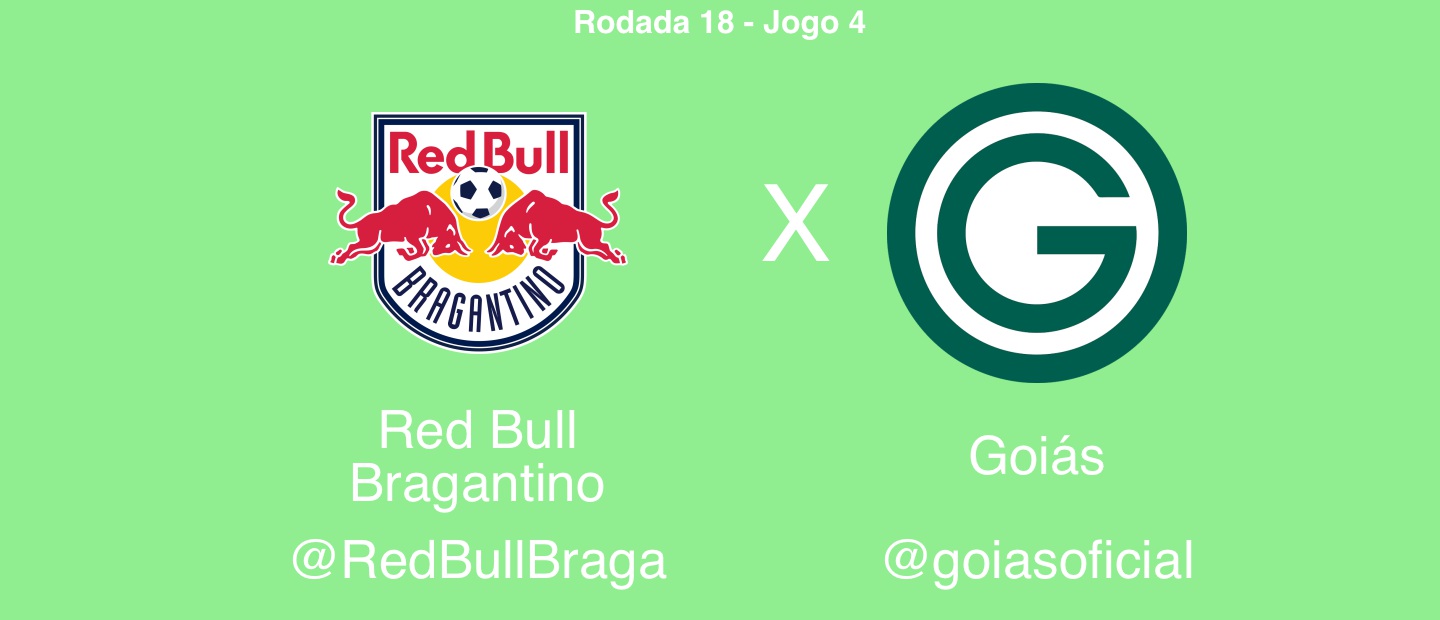 Rodada 18 - Jogo 4
Red Bull
BRAGANTINO
X
G
Red Bull
Bragantino
Goiás
@RedBullBraga
@goiasoficial